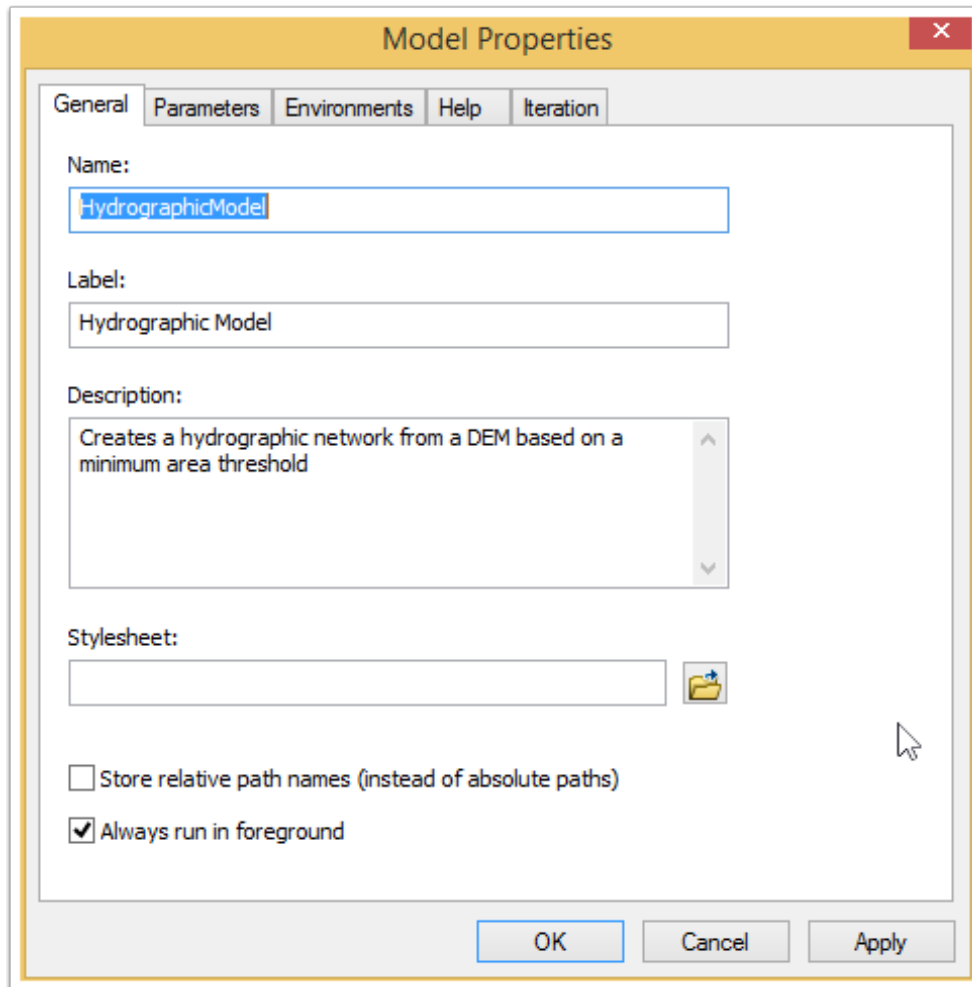 Model Properties
General Parameters Environments Help Iteration
Name:
HydrographicModel
Label:
Hydrographic Model
Description:
Creates a hydrographic network from a DEM based on a
minimum area threshold
Stylesheet:
Store relative path names (instead of absolute paths)
Always run in foreground
OK Cancel Apply